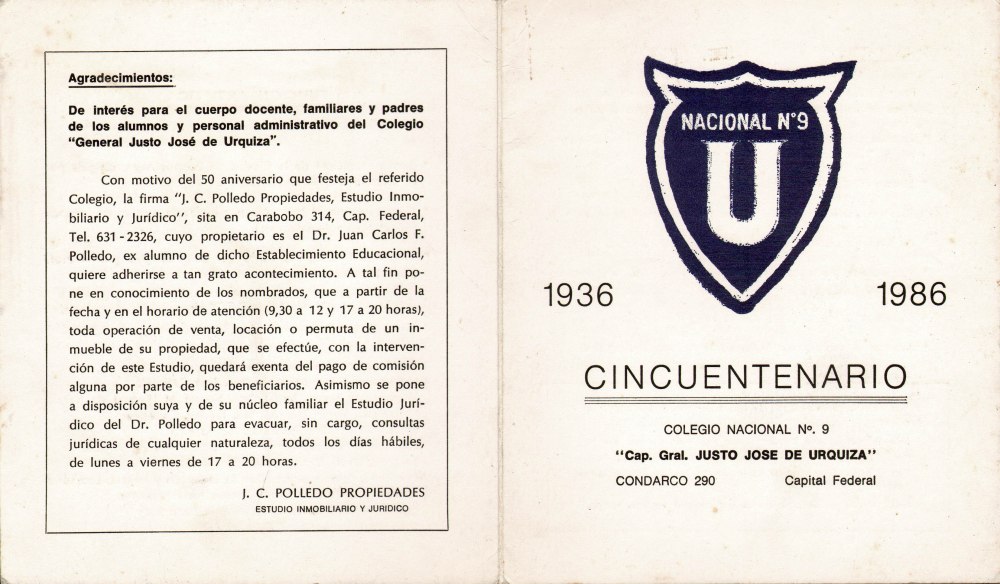 Agradecimientos:
De interés para el cuerpo docente, familiares y padres
de los alumnos y personal administrativo del Colegio
"General Justo José de Urquiza".
Con motivo del 50 aniversario que festeja el referido
Colegio, la firma "J. C. Polledo Propiedades, Estudio Inmo-
biliario y Jurídico", sita en Carabobo 314, Cap. Federal,
Tel. 631-2326, cuyo propietario es el Dr. Juan Carlos F.
Polledo, ex alumno de dicho Establecimiento Educacional,
quiere adherirse a tan grato acontecimiento. A tal fin po-
ne en conocimiento de los nombrados, que a partir de la
fecha y en el horario de atención (9,30 a 12 y 17 a 20 horas),
toda operación de venta, locación o permuta de un in-
mueble de su propiedad, que se efectúe, con la interven-
ción de este Estudio, quedará exenta del pago de comisión
alguna por parte de los beneficiarios. Asimismo se pone
a disposición suya y de su núcleo familiar el Estudio Jurí-
dico del Dr. Polledo para evacuar, sin cargo, consultas
jurídicas de cualquier naturaleza, todos los días hábiles,
de lunes a viernes de 17 a 20 horas.
J. C. POLLEDO PROPIEDADES
ESTUDIO INMOBILIARIO Y JURIDICO
NACIONAL N°9
U
1936 1986
CINCUENTENARIO
COLEGIO NACIONAL Nº. 9
"Cap. Gral. JUSTO JOSE DE URQUIZA"
CONDARCO 290 Capital Federal